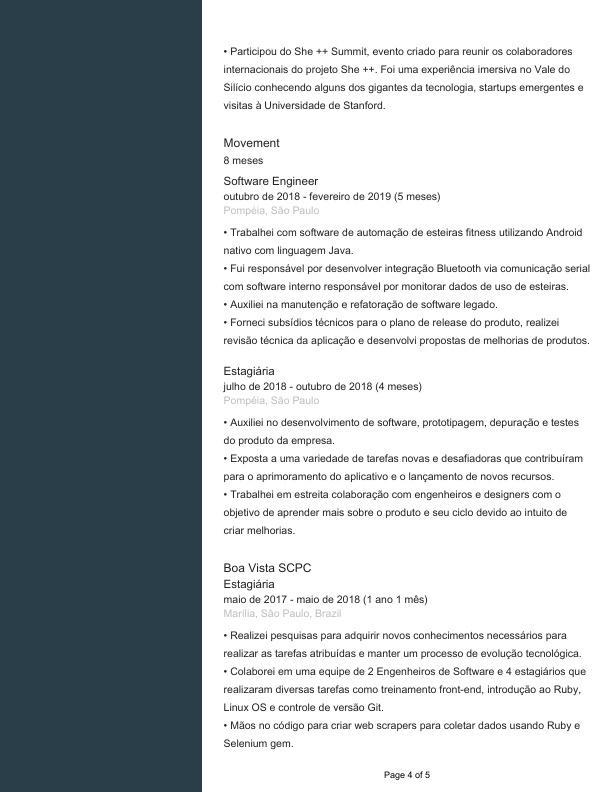 • Participou do She ++ Summit, evento criado para reunir os colaboradores
internacionais do projeto She ++. Foi uma experiência imersiva no Vale do
Silício conhecendo alguns dos gigantes da tecnologia, startups emergentes e
visitas à Universidade de Stanford.
Movement
8 meses
Software Engineer
outubro de 2018 - fevereiro de 2019 (5 meses)
Pompéia, São Paulo
• Trabalhei com software de automação de esteiras fitness utilizando Android
nativo com linguagem Java.
• Fui responsável por desenvolver integração Bluetooth via comunicação serial
com software interno responsável por monitorar dados de uso de esteiras.
• Auxiliei na manutenção e refatoração de software legado.
• Forneci subsídios técnicos para o plano de release do produto, realizei
revisão técnica da aplicação e desenvolvi propostas de melhorias de produtos.
Estagiária
julho de 2018 - outubro de 2018 (4 meses)
Pompéia, São Paulo
• Auxiliei no desenvolvimento de software, prototipagem, depuração e testes
do produto da empresa.
• Exposta a uma variedade de tarefas novas e desafiadoras que contribuíram
para o aprimoramento do aplicativo e o lançamento de novos recursos.
• Trabalhei em estreita colaboração com engenheiros e designers com o
objetivo de aprender mais sobre o produto e seu ciclo devido ao intuito de
criar melhorias.
Boa Vista SCPC
Estagiária
maio de 2017 - maio de 2018 (1 ano 1 mês)
Marília, São Paulo, Brazil
• Realizei pesquisas para adquirir novos conhecimentos necessários para
realizar as tarefas atribuídas e manter um processo de evolução tecnológica.
• Colaborei em uma equipe de 2 Engenheiros de Software e 4 estagiários que
realizaram diversas tarefas como treinamento front-end, introdução ao Ruby,
Linux OS e controle de versão Git.
• Mãos no código para criar web scrapers para coletar dados usando Ruby e
Selenium gem.
Page 4 of 5